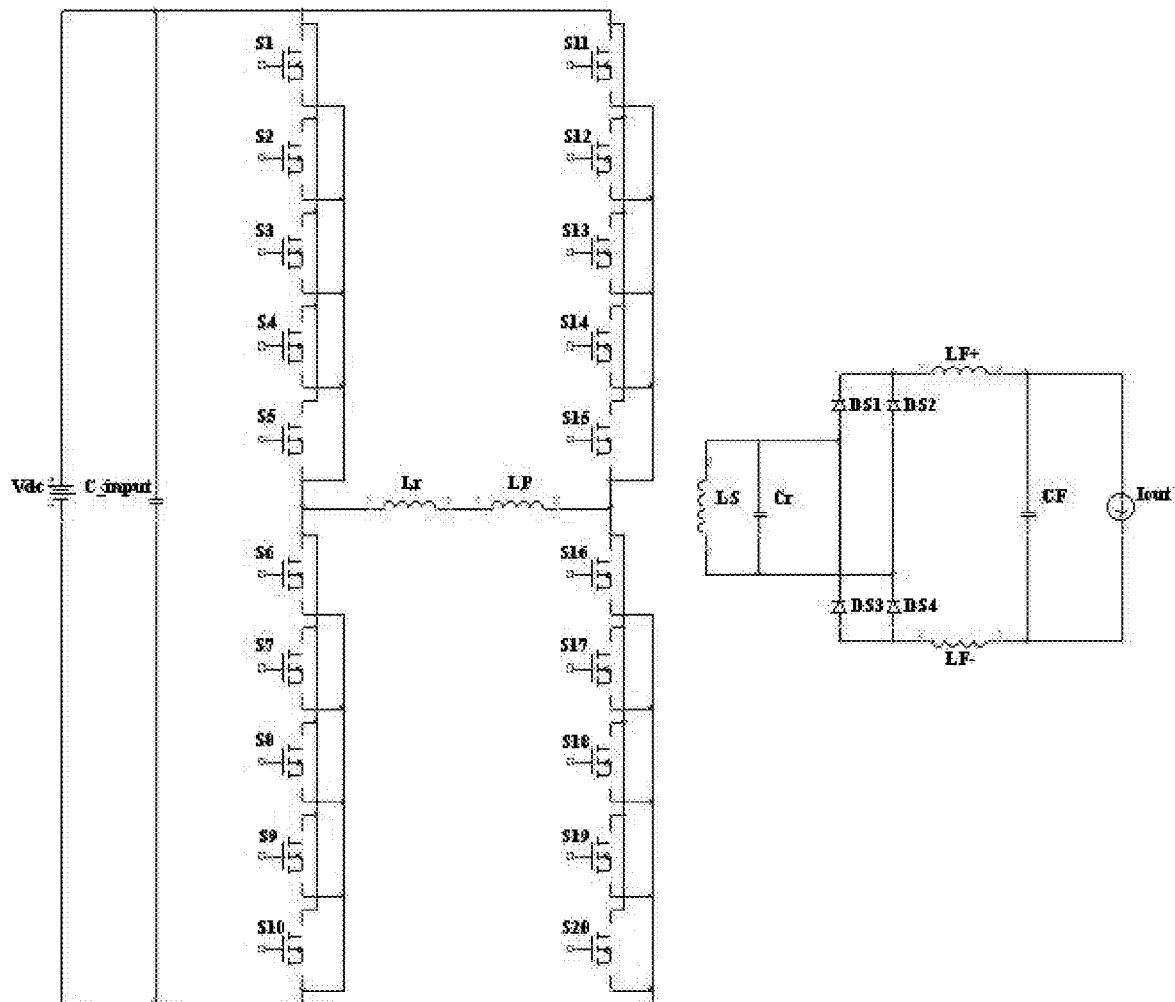 S1
S11
S2
S12
S3
S13
S4
S14
LF+
DS1 DS2
S5
S15
Lr
LP
Vdc
C_input
LS
Cr
CF
Iout
S6
S16
DS3 DS4
S7
S17
LF-
S8
S18
S9
S19
S10
S20